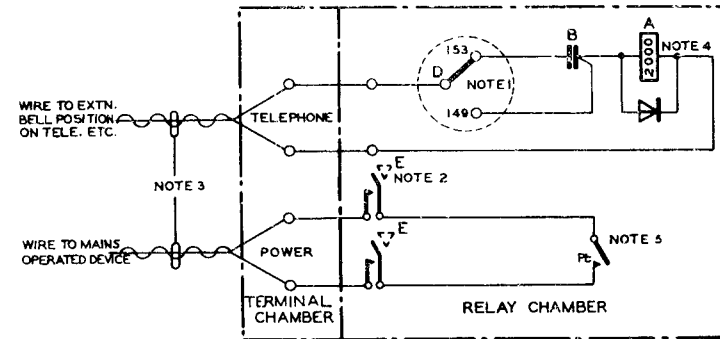 B
A
153
NOTE 4
2000
D
NOTE 1
149
WIRE TO EXTN.
BELL POSITION
ON TELE. ETC.
TELEPHONE
E
NOTE 2
NOTE 3
E
WIRE TO MAINS
OPERATED DEVICE
POWER
NOTE 5
Pt
TERMINAL
CHAMBER
RELAY CHAMBER